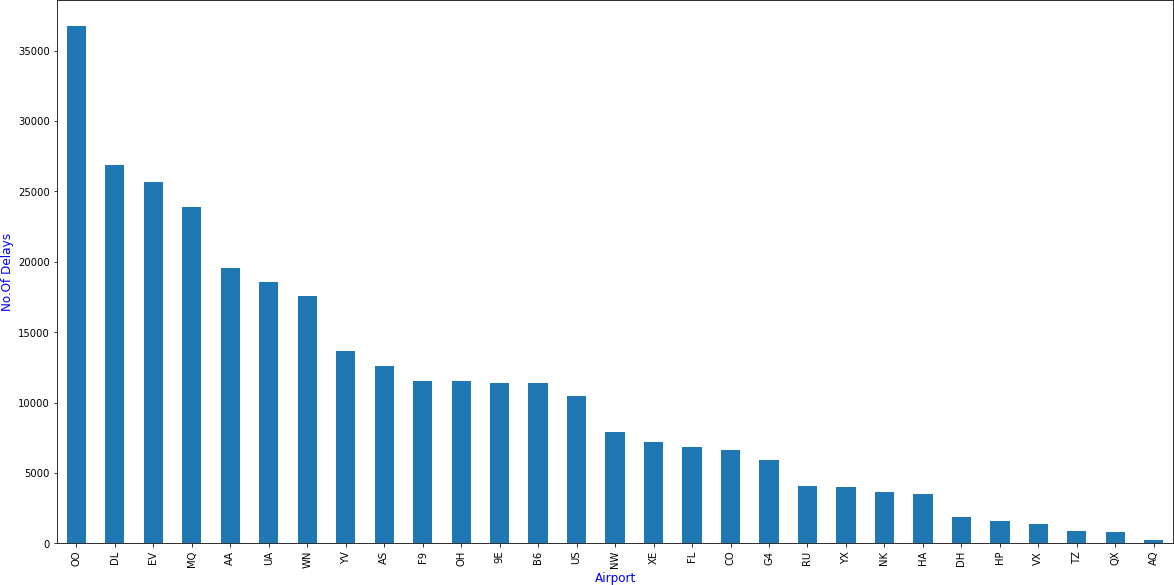 No.Of Delays
35000
30000
25000
20000
15000
10000
5000
0
OO DL EV MQ AA UA WN YV AS F9 OH 9E B6 US NW XE FL CO G4 RU YX NK HA DH HP VX TZ QX AQ
Airport